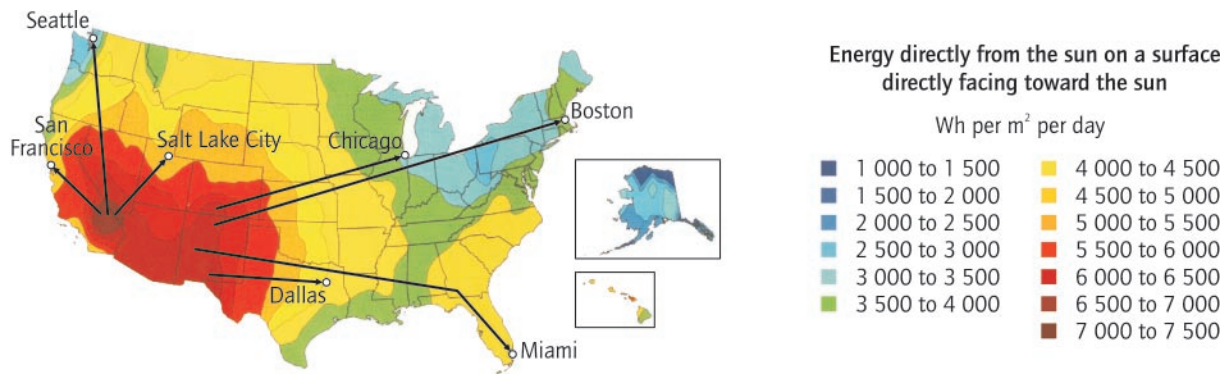 Seattle
San
Francisco
Salt Lake City
Chicago
Boston
Dallas
Miami
Energy directly from the sun on a surface
directly facing toward the sun
Wh per m² per day
1 000 to 1 500
1 500 to 2 000
2 000 to 2 500
2 500 to 3 000
3 000 to 3 500
3 500 to 4 000
4 000 to 4 500
4 500 to 5 000
5 000 to 5 500
5 500 to 6 000
6 000 to 6 500
6 500 to 7 000
7 000 to 7 500